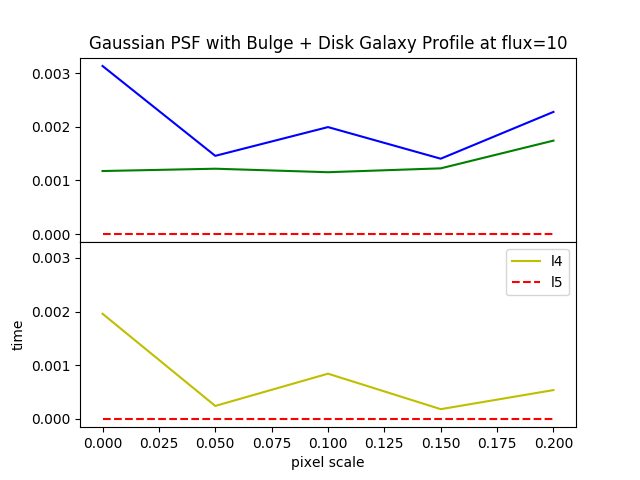 Gaussian PSF with Bulge + Disk Galaxy Profile at flux=10
0.003
0.002
0.001
0.000
0.003
0.002
0.001
0.000
time
l4
l5
0.000 0.025 0.050 0.075 0.100 0.125 0.150 0.175 0.200
pixel scale